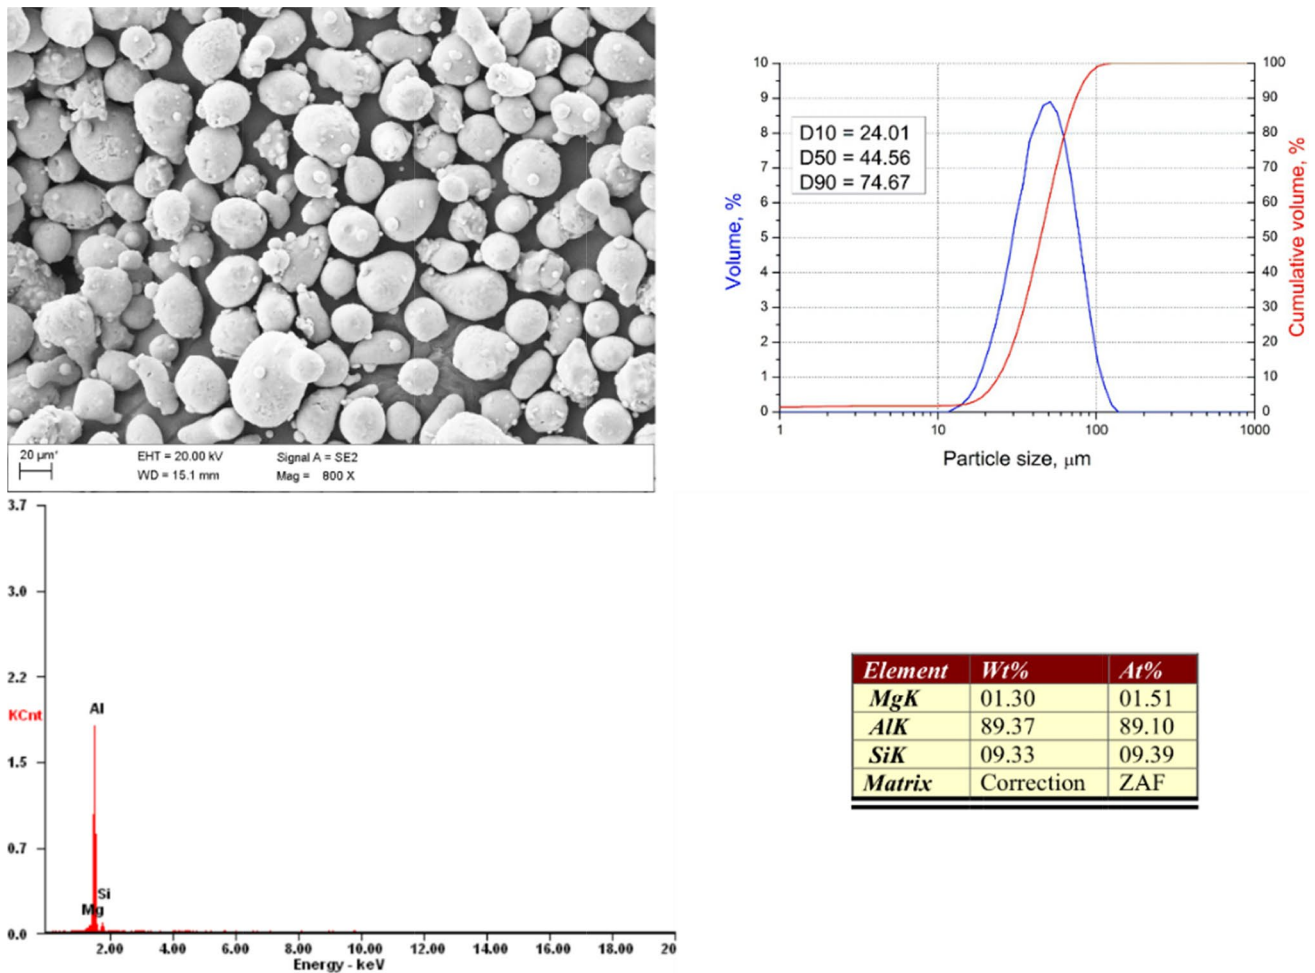 20 µm
EHT = 20.00 kV
Signal A = SE2
WD = 15.1 mm
Mag = 800 X
10
9
8
7
6
5
4
3
2
1
0
Volume, %
D10 = 24.01
D50 = 44.56
D90 = 74.67
100
90
80
70
60
50
40
30
20
10
0
Cumulative volume, %
1 10 100 1000
Particle size, µm
3.7
3.0
2.2
KCnt
1.5
0.7
0.0
Al
Si
Mg
2.00 4.00 6.00 8.00 10.00 12.00 14.00 16.00 18.00 20
Energy - keV
Element Wt% At%
MgK 01.30 01.51
AlK 89.37 89.10
SiK 09.33 09.39
Matrix Correction ZAF